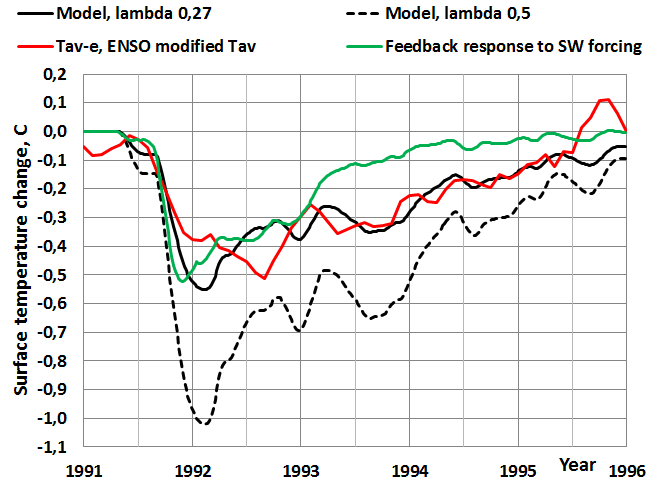 Model, lambda 0,27 Model, lambda 0,5
Tav-e, ENSO modified Tav Feedback response to SW forcing
Surface temperature change, C
0,2
0,1
0,0
-0,1
-0,2
-0,3
-0,4
-0,5
-0,6
-0,7
-0,8
-0,9
-1,0
-1,1
1991 1992 1993 1994 1995 1996
Year